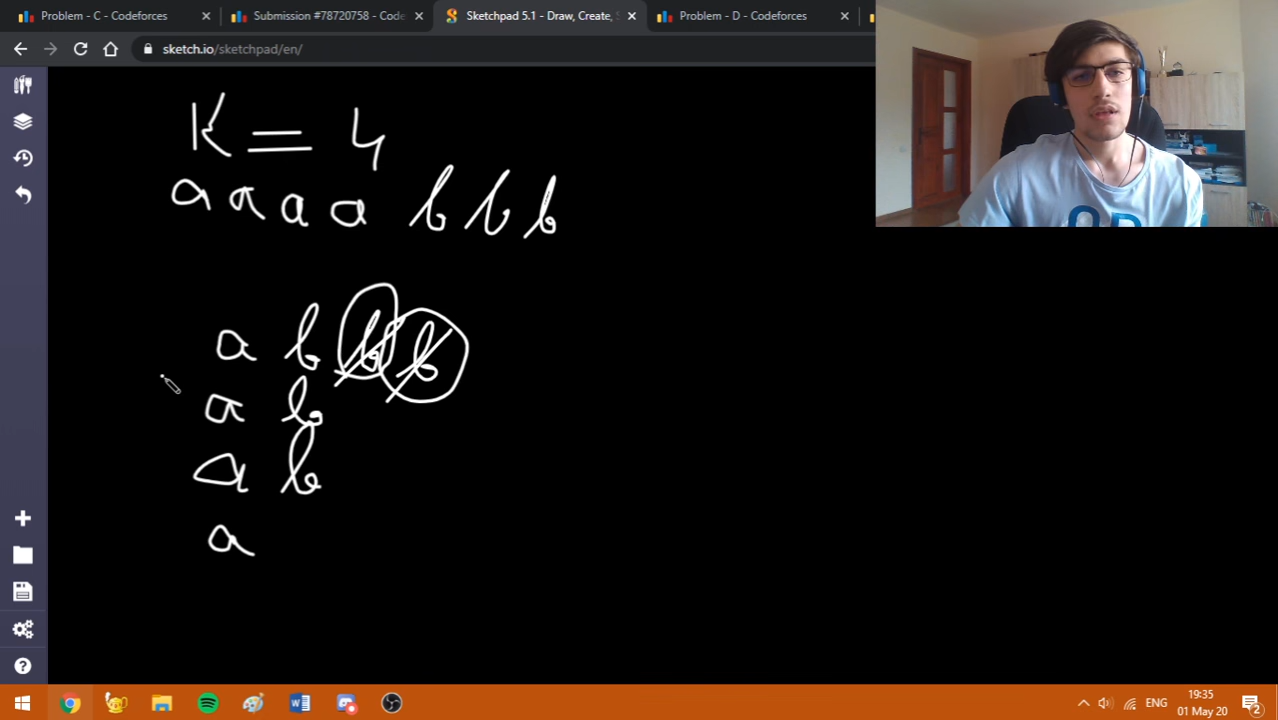 Problem - C - Codeforces
Submission #78720758 - Code
Sketchpad 5.1 - Draw, Create, S
Problem - D - Codeforces
sketch.io/sketchpad/en/
K = 4
a a a a b b b
a b b b
a b
a b
a
ENG
19:35
01 May 20
2